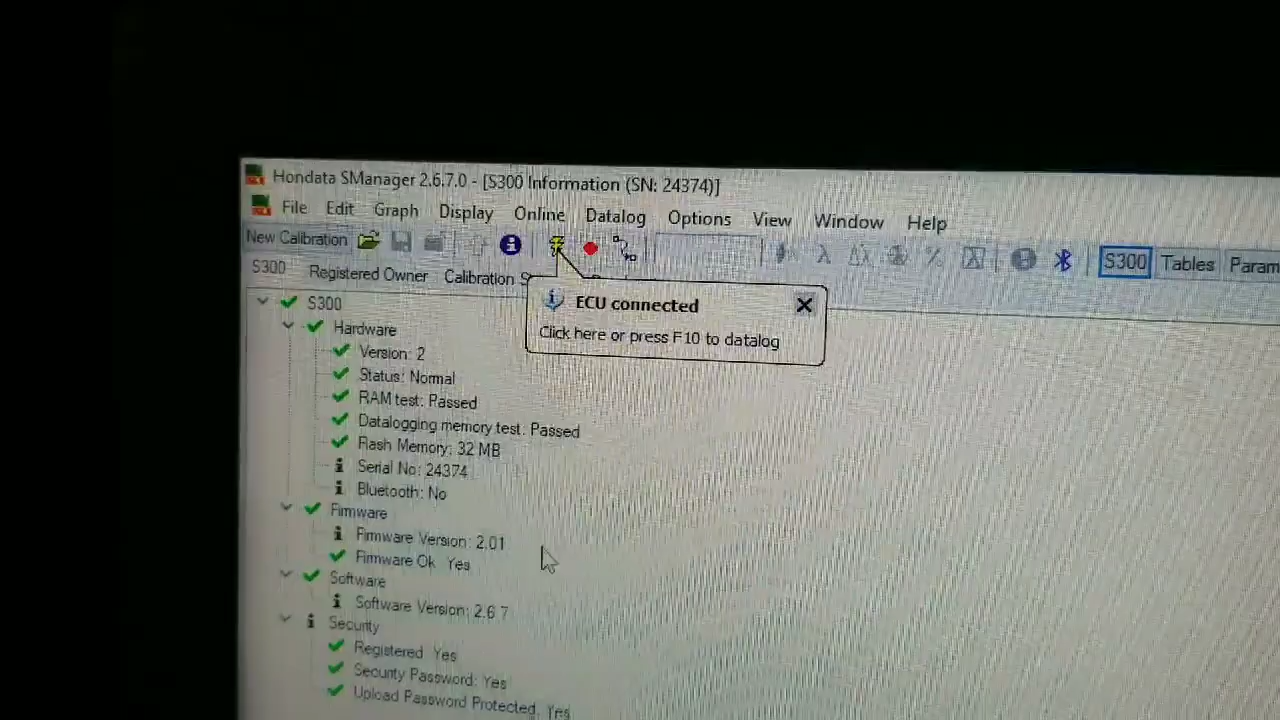 Hondata SManager 2.6.7.0 - [S300 Information (SN: 24374)]
File Edit Graph Display Online Datalog Options View Window Help
New Calibration S300 Tables Param
S300 Registered Owner Calibration S
ECU connected
Click here or press F10 to datalog
S300
Hardware
Version: 2
Status: Normal
RAM test: Passed
Datalogging memory test: Passed
Flash Memory: 32 MB
Serial No: 24374
Bluetooth: No
Firmware
Firmware Version: 2.01
Firmware Ok Yes
Software
Software Version: 2.6 7
Security
Registered Yes
Security Password: Yes
Upload Password Protected. Yes